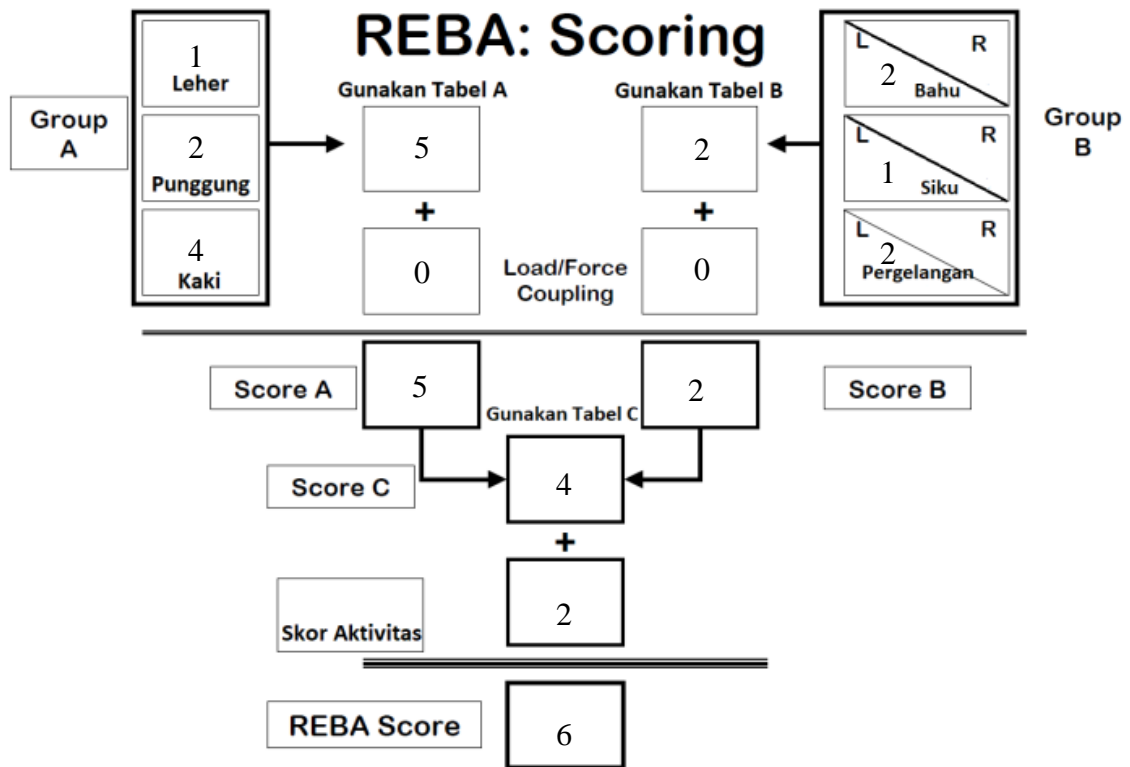 REBA: Scoring
Group
A
1
Leher
2
Punggung
4
Kaki
Gunakan Tabel A
5
+
0
Load/Force
Coupling
Gunakan Tabel B
2
+
0
L R
2
Bahu
L R
1
Siku
L R
2
Pergelangan
Group
B
Score A
5
2
Score B
Gunakan Tabel C
Score C
4
+
Skor Aktivitas
2
REBA Score
6